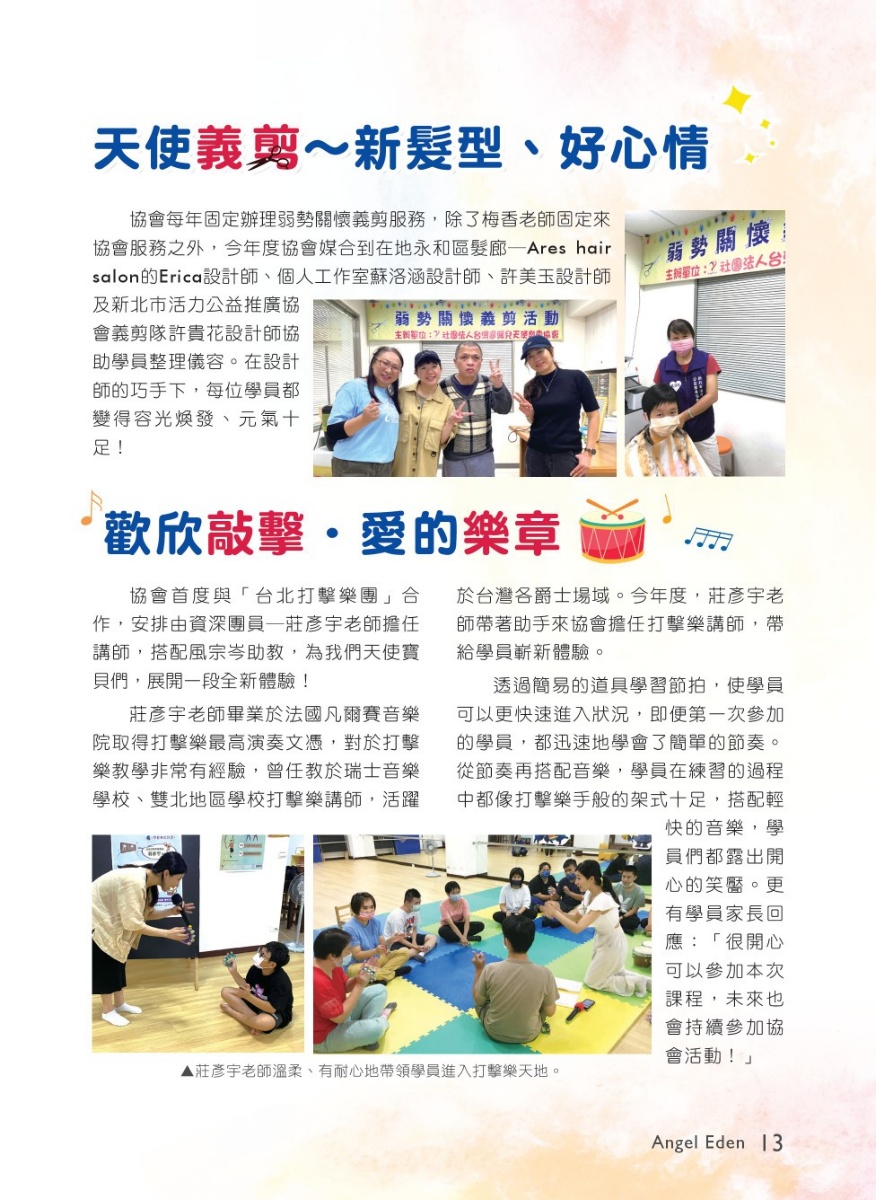 天使義剪～新髮型、好心情
協會每年固定辦理弱勢關懷義剪服務，除了梅香老師固定來
協會服務之外，今年度協會媒合到在地永和區髮廊─Ares hair
salon的Erica設計師、個人工作室蘇洛涵設計師、許美玉設計師
及新北市活力公益推廣協
會義剪隊許貴花設計師協
助學員整理儀容。在設計
師的巧手下，每位學員都
變得容光煥發、元氣十
足！
弱勢關懷義剪活動
主辦單位：社團法人台灣
弱勢關懷
主辦單位：社團法人台
歡欣敲擊・愛的樂章
協會首度與「台北打擊樂團」合
作，安排由資深團員─莊彥宇老師擔任
講師，搭配風宗岑助教，為我們天使寶
貝們，展開一段全新體驗！
莊彥宇老師畢業於法國凡爾賽音樂
院取得打擊樂最高演奏文憑，對於打擊
樂教學非常有經驗，曾任教於瑞士音樂
學校、雙北地區學校打擊樂講師，活躍
於台灣各爵士場域。今年度，莊彥宇老
師帶著助手來協會擔任打擊樂講師，帶
給學員嶄新體驗。
透過簡易的道具學習節拍，使學員
可以更快速進入狀況，即便第一次參加
的學員，都迅速地學會了簡單的節奏。
從節奏再搭配音樂，學員在練習的過程
中都像打擊樂手般的架式十足，搭配輕
快的音樂，學
員們都露出開
心的笑靨。更
有學員家長回
應：「很開心
可以參加本次
課程，未來也
會持續參加協
會活動！」
▲莊彥宇老師溫柔、有耐心地帶領學員進入打擊樂天地。
Angel Eden 13